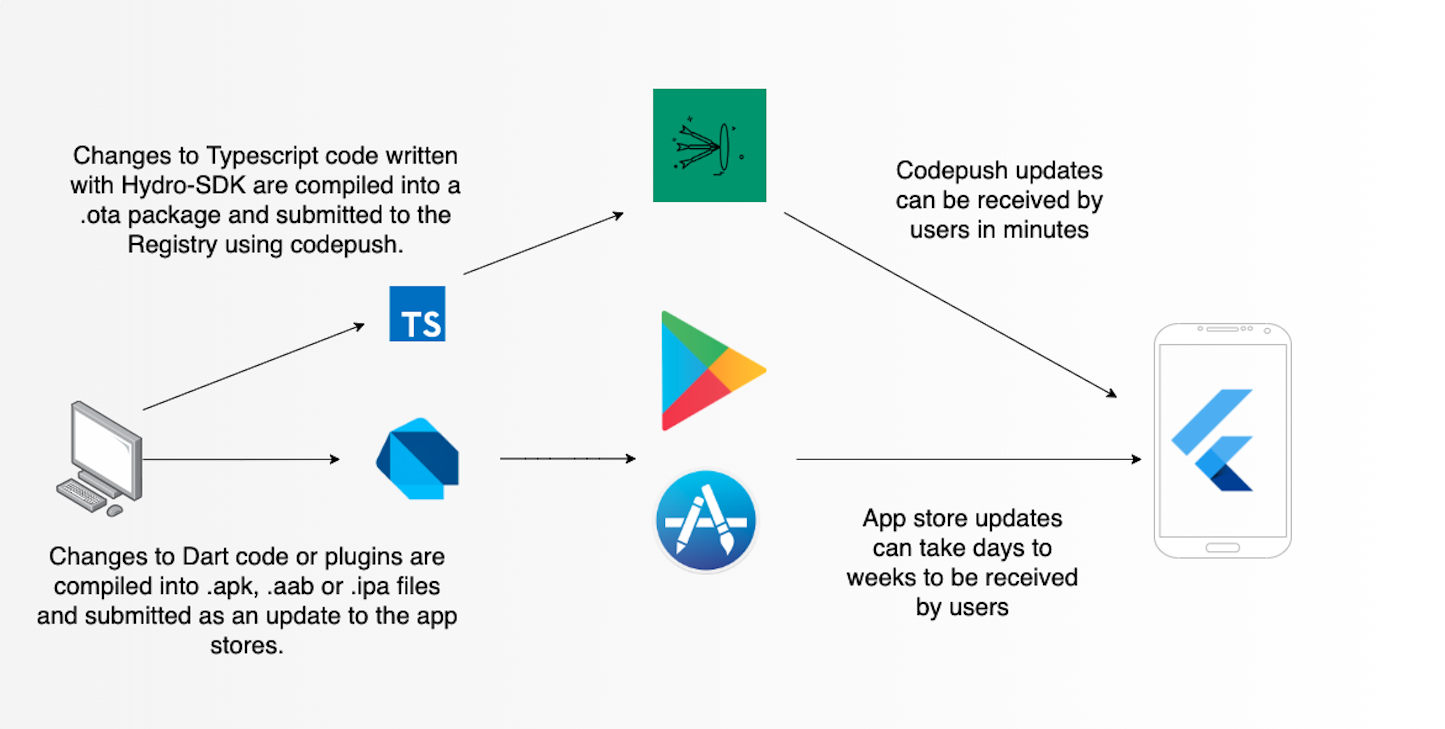 Changes to Typescript code written
with Hydro-SDK are compiled into a
.ota package and submitted to the
Registry using codepush.
Codepush updates
can be received by
users in minutes
TS
Changes to Dart code or plugins are
compiled into .apk, .aab or .ipa files
and submitted as an update to the app
stores.
App store updates
can take days to
weeks to be received
by users